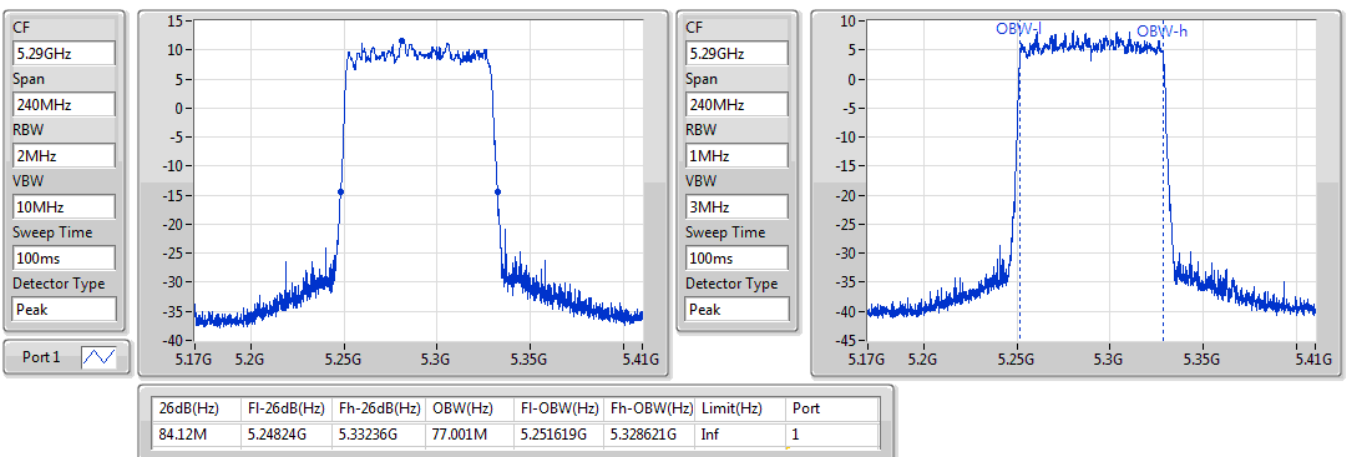 CF
5.29GHz
Span
240MHz
RBW
2MHz
VBW
10MHz
Sweep Time
100ms
Detector Type
Peak
Port 1
15
10
5
0
-5
-10
-15
-20
-25
-30
-35
-40
5.17G 5.2G 5.25G 5.3G 5.35G 5.41G
CF
5.29GHz
Span
240MHz
RBW
1MHz
VBW
3MHz
Sweep Time
100ms
Detector Type
Peak
OBW-l OBW-h
10
5
0
-5
-10
-15
-20
-25
-30
-35
-40
-45
5.17G 5.2G 5.25G 5.3G 5.35G 5.41G
26dB(Hz) Fl-26dB(Hz) Fh-26dB(Hz) OBW(Hz) Fl-OBW(Hz) Fh-OBW(Hz) Limit(Hz) Port
84.12M 5.24824G 5.33236G 77.001M 5.251619G 5.328621G Inf 1